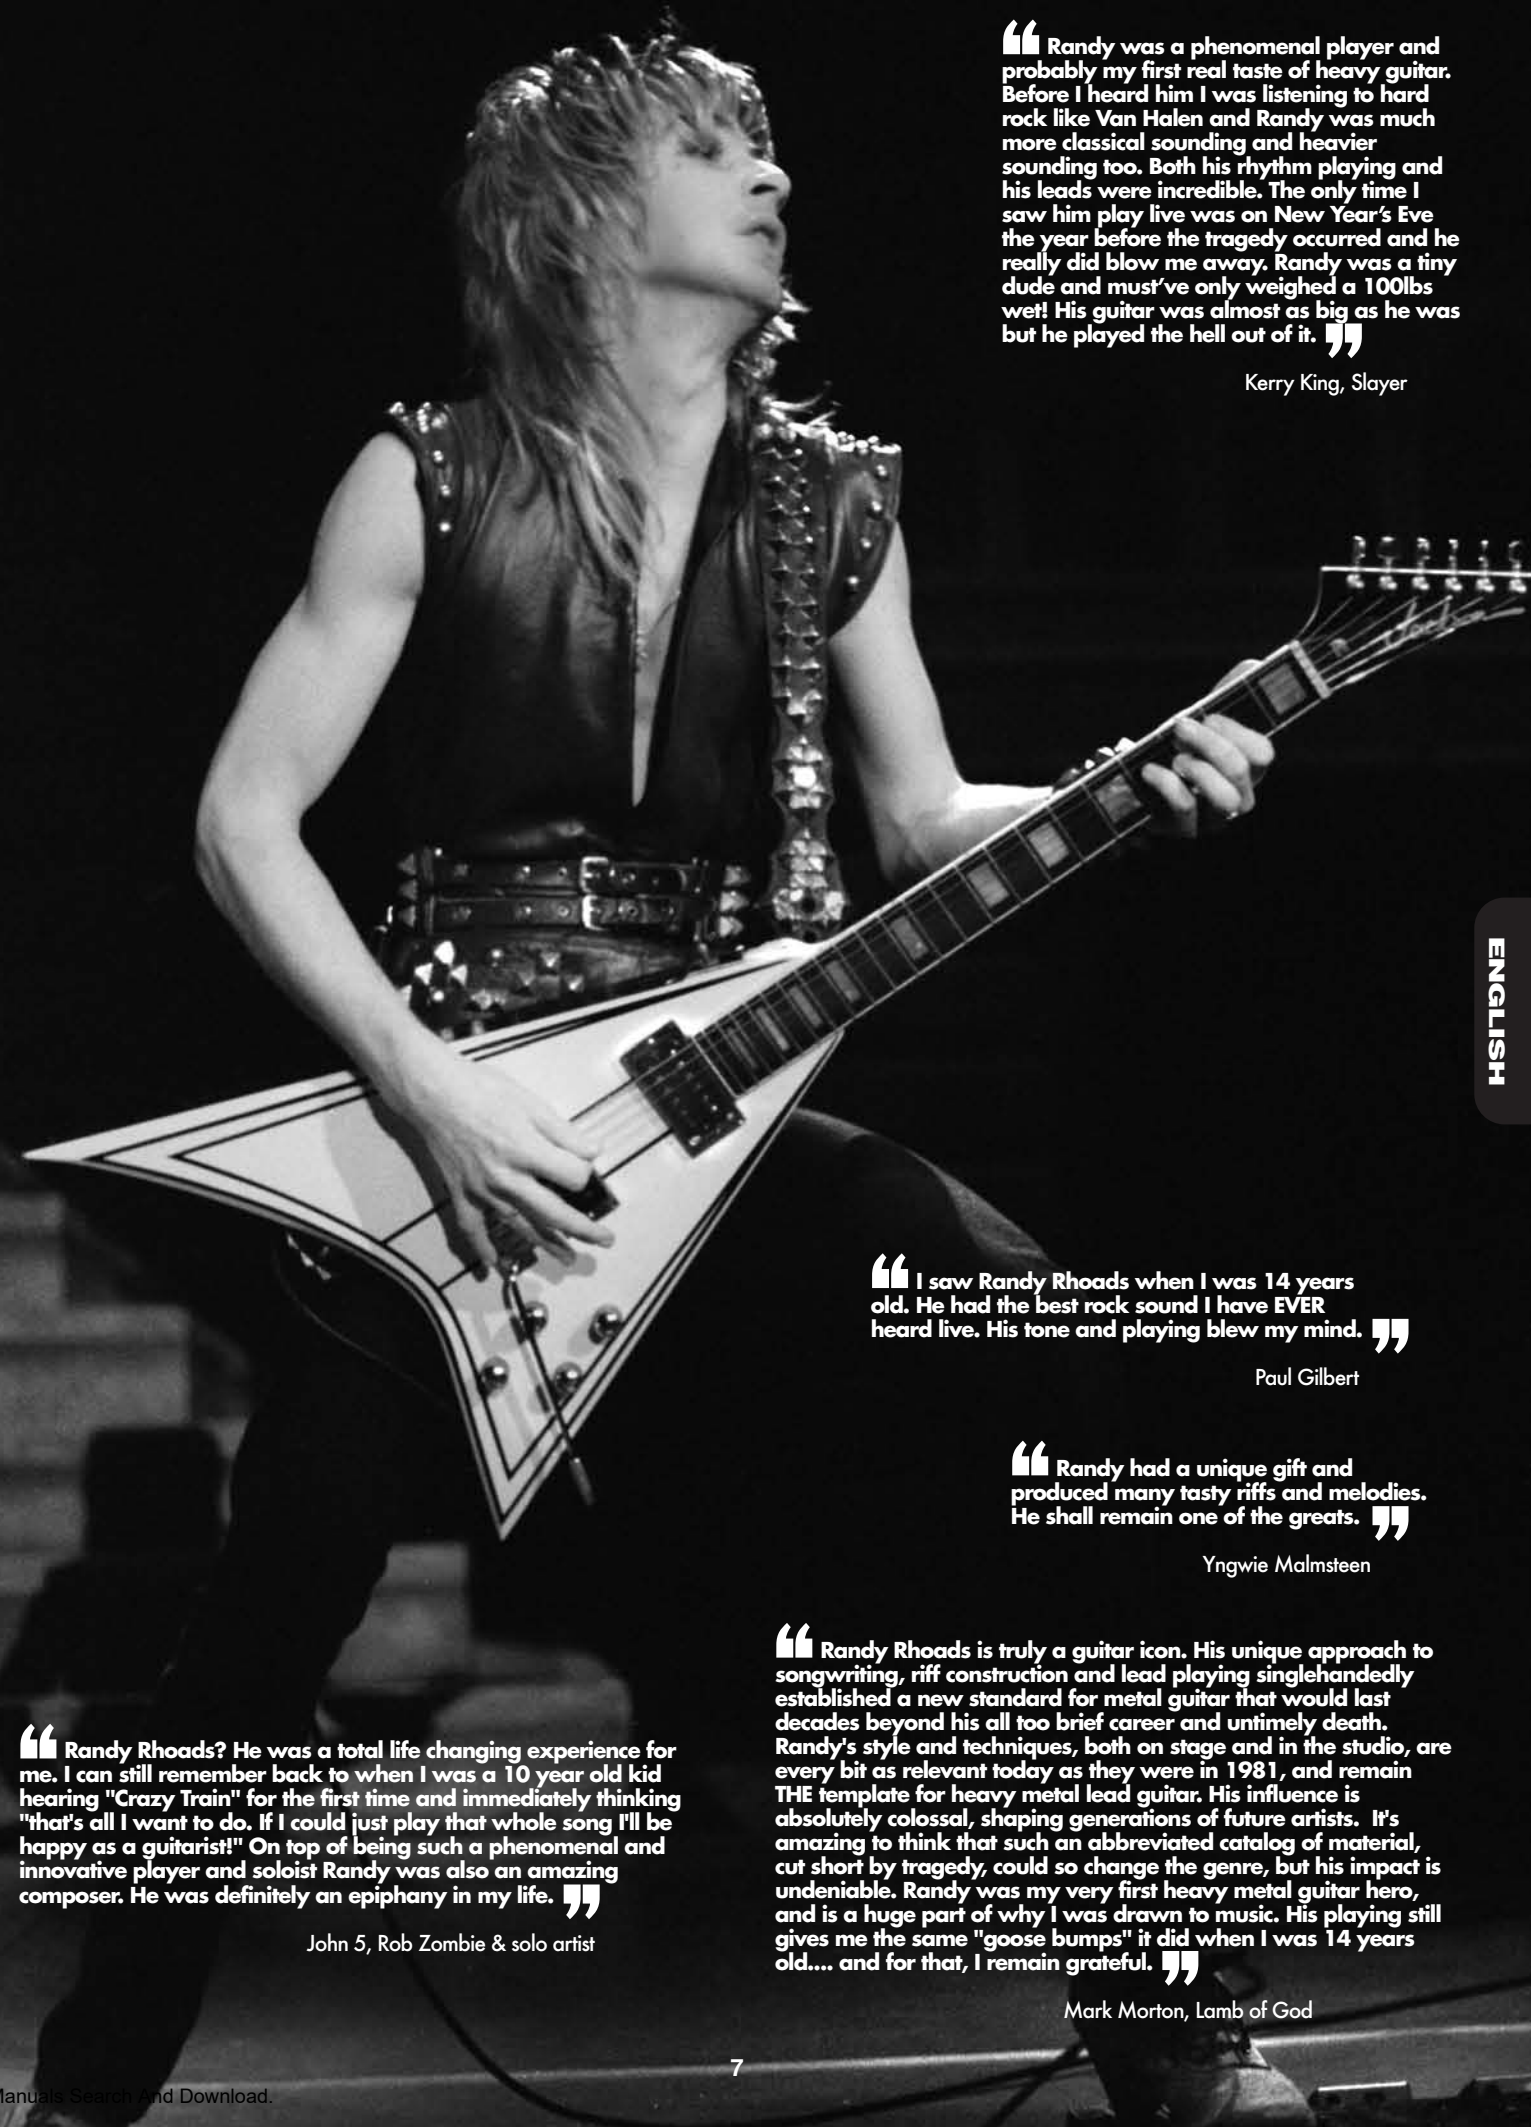 “ Randy was a phenomenal player and
probably my first real taste of heavy guitar.
Before I heard him I was listening to hard
rock like Van Halen and Randy was much
more classical sounding and heavier
sounding too. Both his rhythm playing and
his leads were incredible. The only time I
saw him play live was on New Year’s Eve
the year before the tragedy occurred and he
really did blow me away. Randy was a tiny
dude and must’ve only weighed a 100lbs
wet! His guitar was almost as big as he was
but he played the hell out of it. ”
Kerry King, Slayer
Jackson
ENGLISH
“ I saw Randy Rhoads when I was 14 years
old. He had the best rock sound I have EVER
heard live. His tone and playing blew my mind. ”
Paul Gilbert
“ Randy had a unique gift and
produced many tasty riffs and melodies.
He shall remain one of the greats. ”
Yngwie Malmsteen
“ Randy Rhoads? He was a total life changing experience for
me. I can still remember back to when I was a 10 year old kid
hearing "Crazy Train" for the first time and immediately thinking
"that's all I want to do. If I could just play that whole song I'll be
happy as a guitarist!" On top of being such a phenomenal and
innovative player and soloist Randy was also an amazing
composer. He was definitely an epiphany in my life. ”
John 5, Rob Zombie & solo artist
“ Randy Rhoads is truly a guitar icon. His unique approach to
songwriting, riff construction and lead playing singlehandedly
established a new standard for metal guitar that would last
decades beyond his all too brief career and untimely death.
Randy's style and techniques, both on stage and in the studio, are
every bit as relevant today as they were in 1981, and remain
THE template for heavy metal lead guitar. His influence is
absolutely colossal, shaping generations of future artists. It's
amazing to think that such an abbreviated catalog of material,
cut short by tragedy, could so change the genre, but his impact is
undeniable. Randy was my very first heavy metal guitar hero,
and is a huge part of why I was drawn to music. His playing still
gives me the same "goose bumps" it did when I was 14 years
old.... and for that, I remain grateful. ”
Mark Morton, Lamb of God
7
Manuals Search And Download.